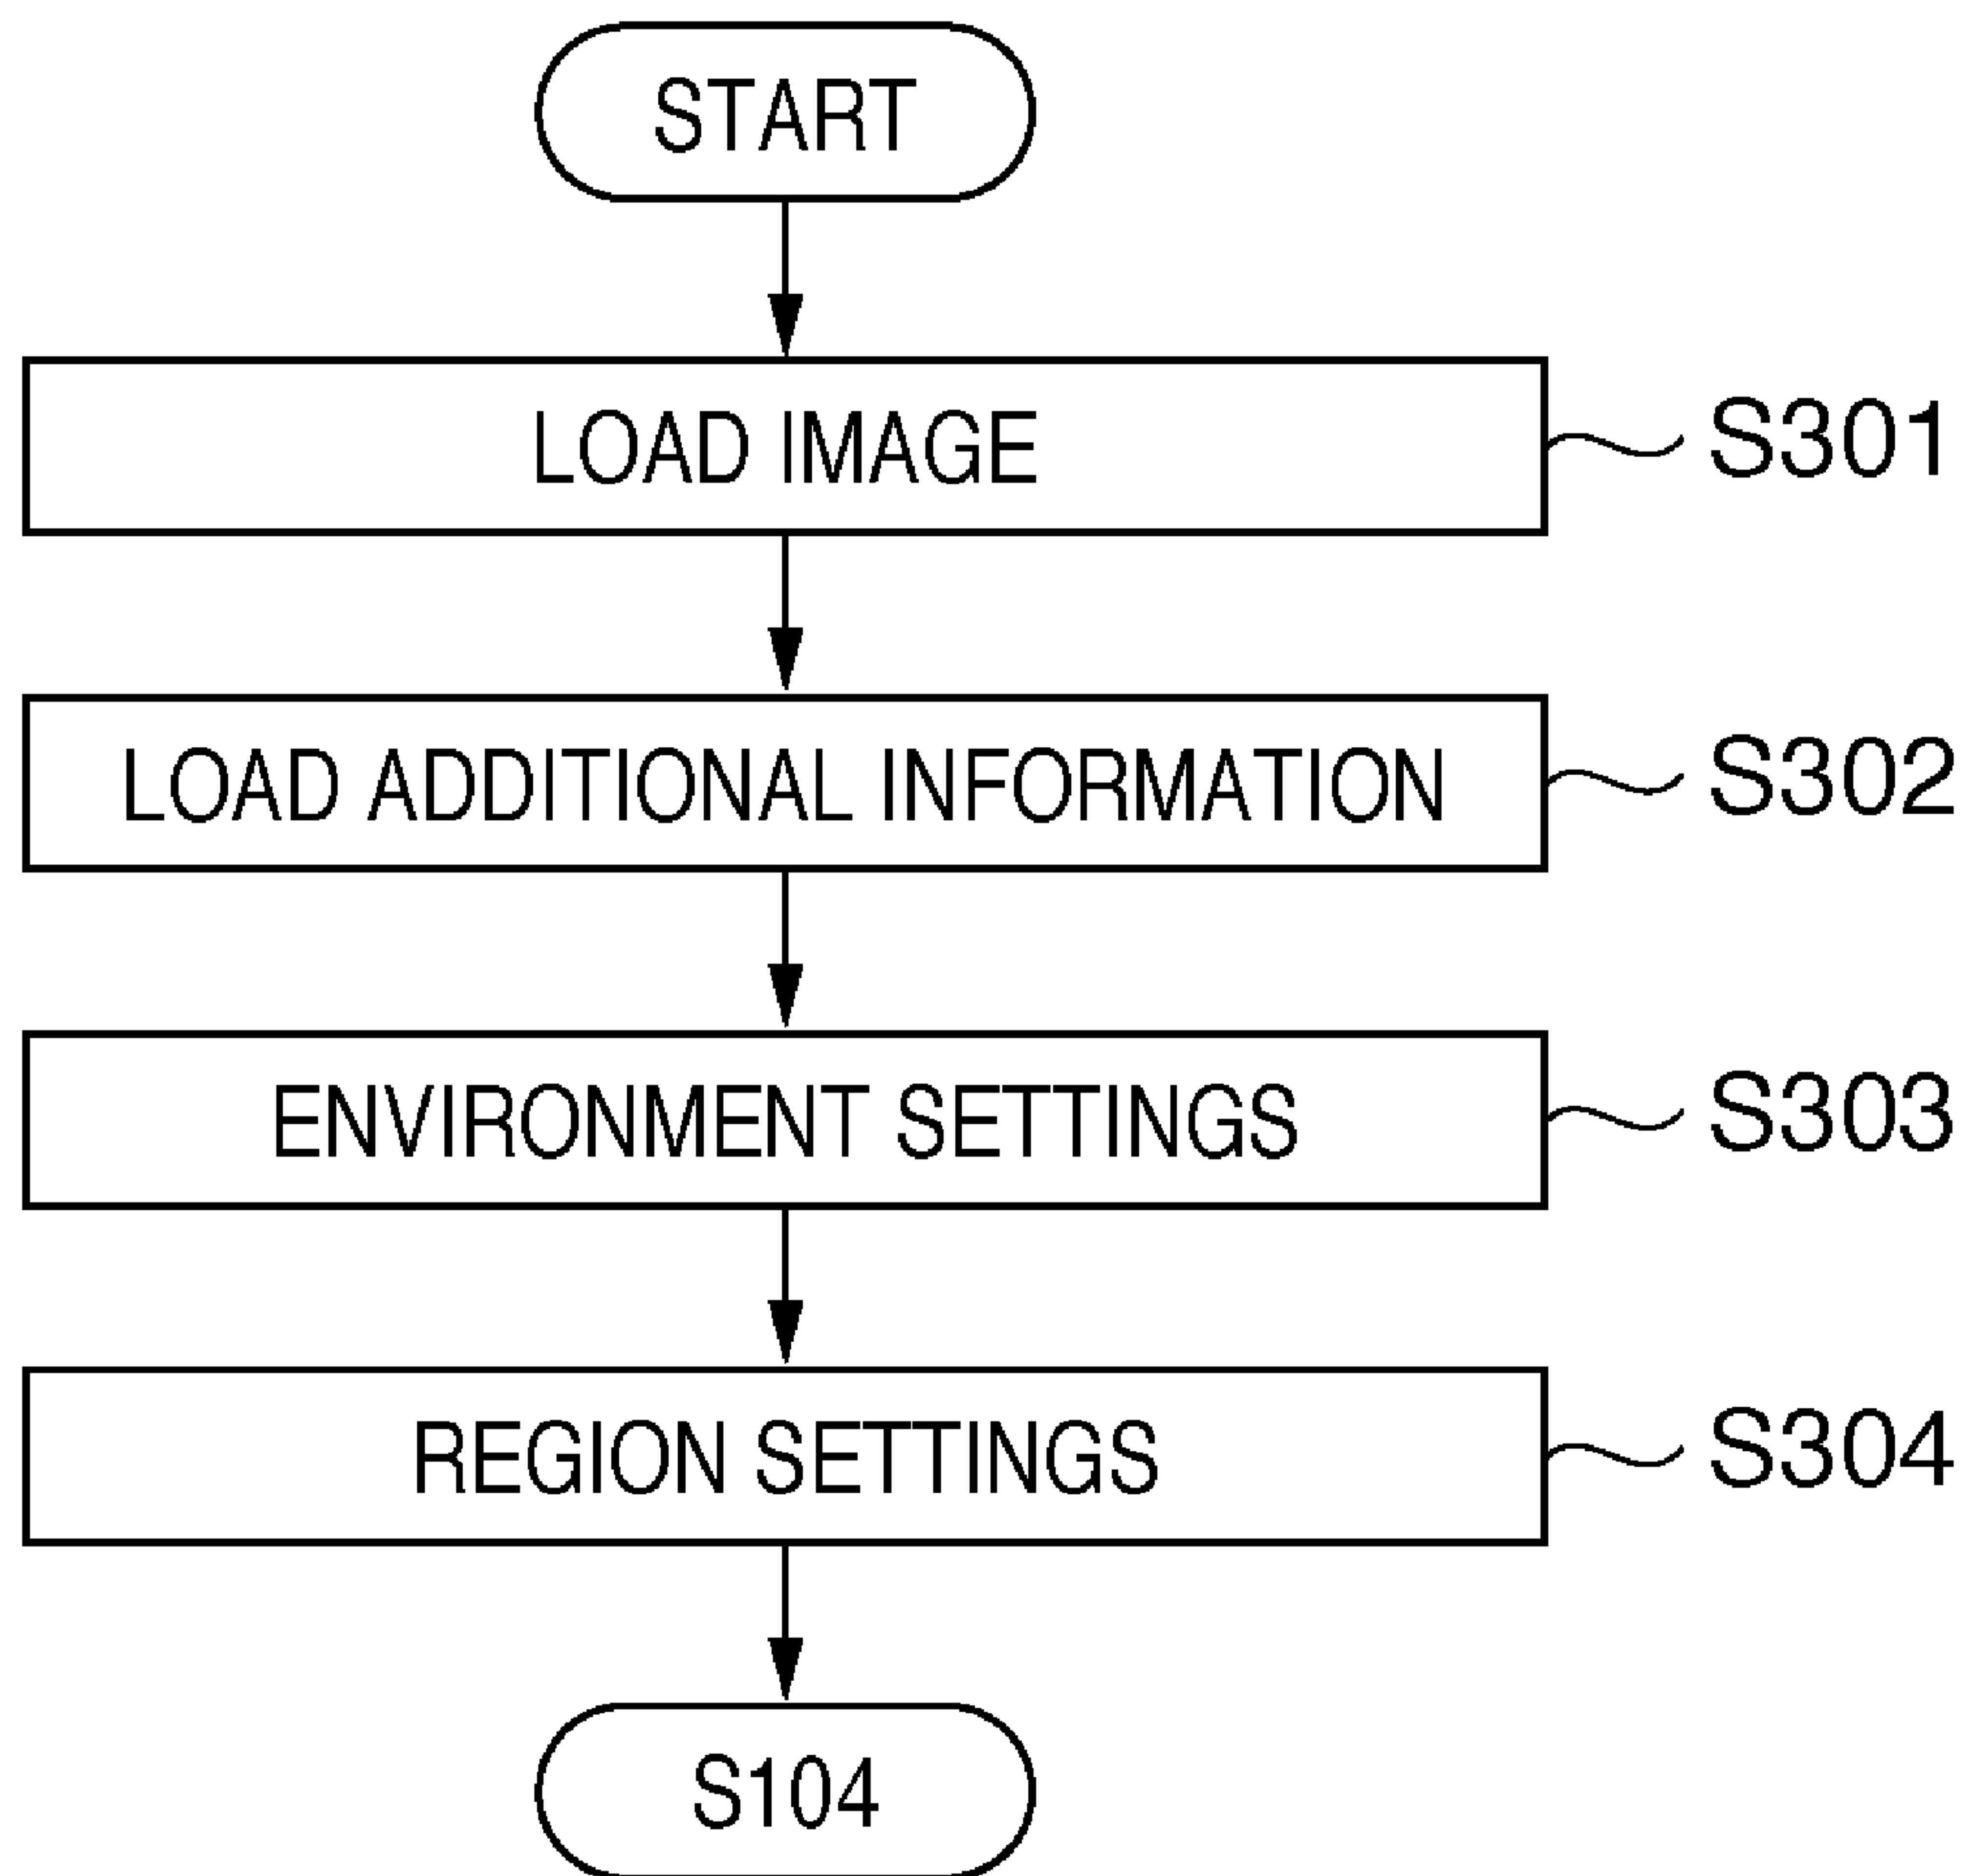 START
LOAD IMAGE
S301
LOAD ADDITIONAL INFORMATION
S302
ENVIRONMENT SETTINGS
S303
REGION SETTINGS
S304
S104